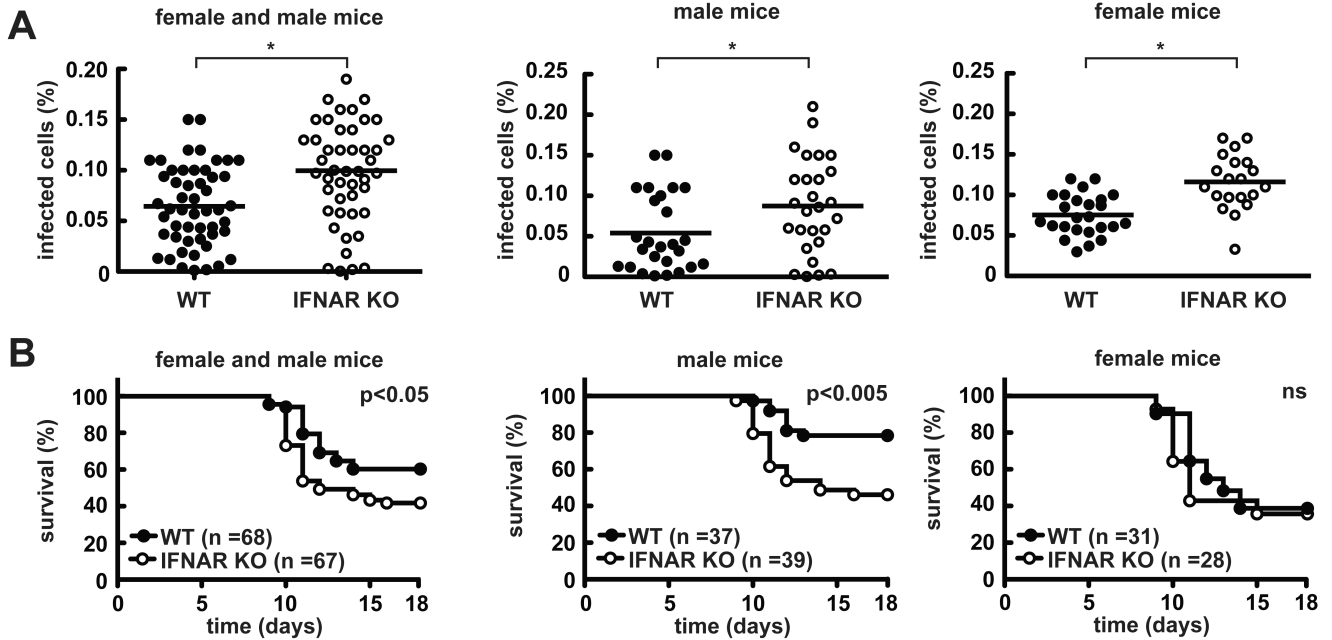 A
female and male mice
*
infected cells (%)
0.20
0.15
0.10
0.05
0
WT
IFNAR KO
male mice
*
infected cells (%)
0.25
0.20
0.15
0.10
0.05
0
WT
IFNAR KO
female mice
*
infected cells (%)
0.25
0.20
0.15
0.10
0.05
0
WT
IFNAR KO
B
female and male mice
p<0.05
survival (%)
100
80
60
40
20
0
WT (n =68)
IFNAR KO (n =67)
0 5 10 15 18
time (days)
male mice
p<0.005
survival (%)
100
80
60
40
20
0
WT (n =37)
IFNAR KO (n =39)
0 5 10 15 18
time (days)
female mice
ns
survival (%)
100
80
60
40
20
0
WT (n =31)
IFNAR KO (n =28)
0 5 10 15 18
time (days)